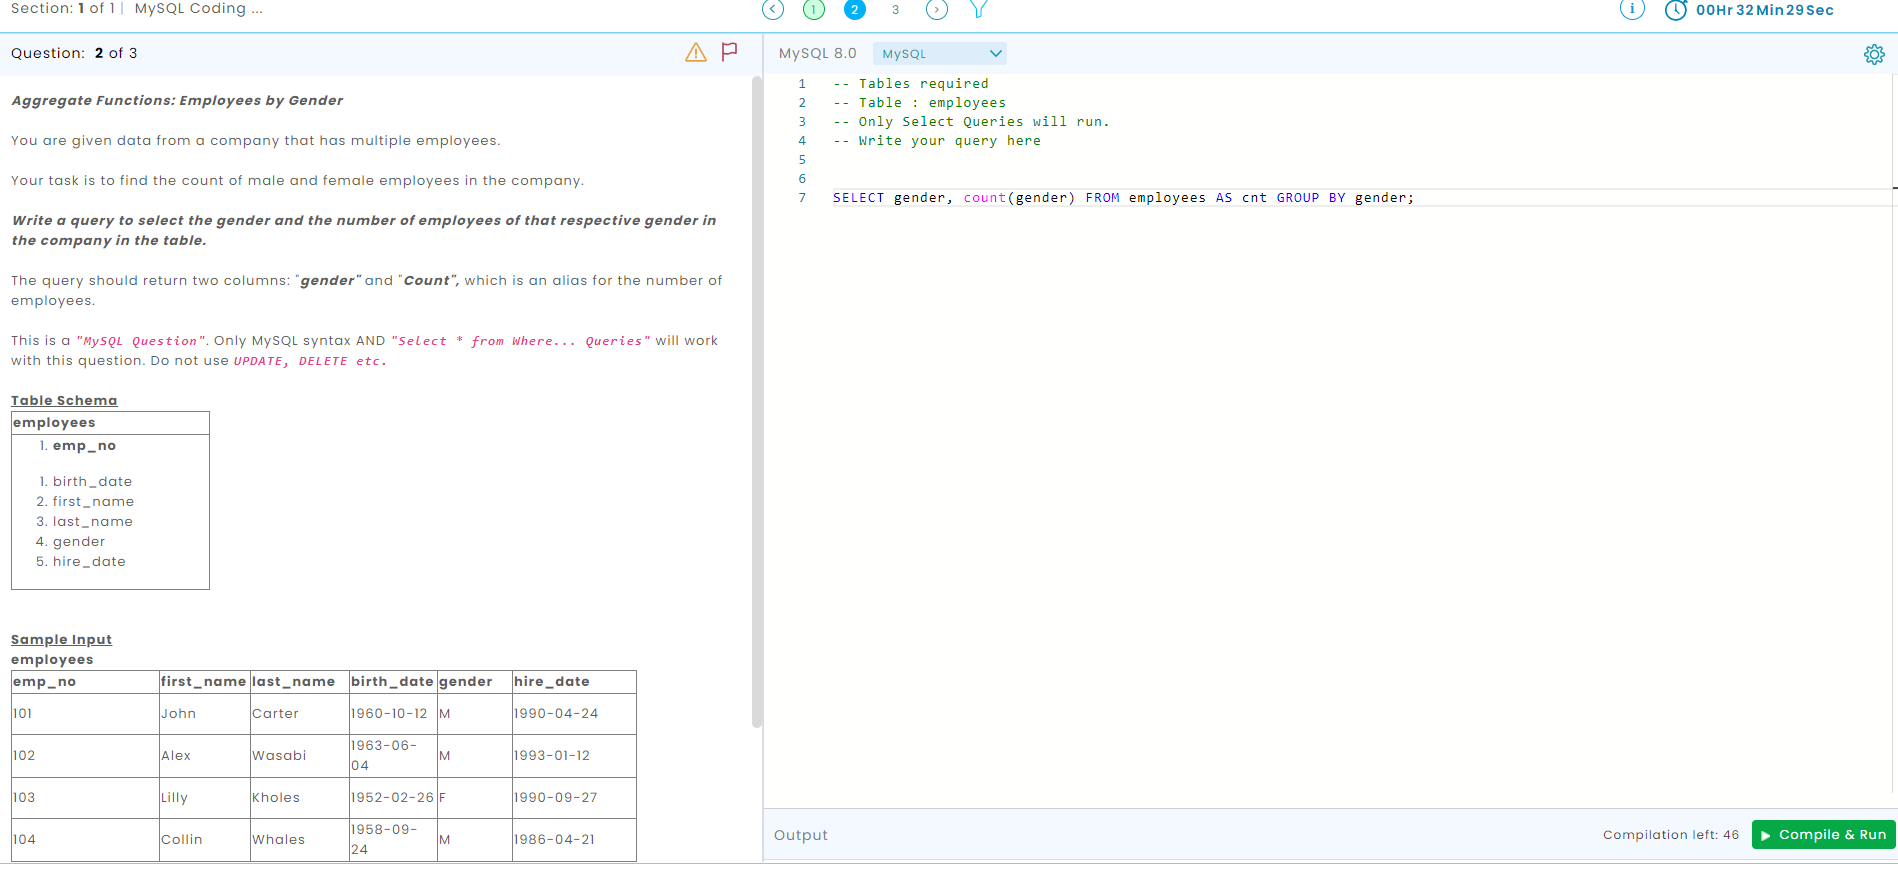 Section: 1 of 1 | MySQL Coding ...
1 2 3
00Hr 32Min 29Sec
Question: 2 of 3
Aggregate Functions: Employees by Gender
You are given data from a company that has multiple employees.
Your task is to find the count of male and female employees in the company.
Write a query to select the gender and the number of employees of that respective gender in
the company in the table.
The query should return two columns: "gender" and "Count", which is an alias for the number of
employees.
This is a "MySQL Question". Only MySQL syntax AND "Select * from Where... Queries" will work
with this question. Do not use UPDATE, DELETE etc.
Table Schema
employees
1. emp_no
1. birth_date
2. first_name
3. last_name
4. gender
5. hire_date
Sample Input
employees
emp_no first_name last_name birth_date gender hire_date
101 John Carter 1960-10-12 M 1990-04-24
102 Alex Wasabi 1963-06-04 M 1993-01-12
103 Lilly Kholes 1952-02-26 F 1990-09-27
104 Collin Whales 1958-09-24 M 1986-04-21
MySQL 8.0 MySQL
1 -- Tables required
2 -- Table : employees
3 -- Only Select Queries will run.
4 -- Write your query here
5
6
7 SELECT gender, count(gender) FROM employees AS cnt GROUP BY gender;
Output
Compilation left: 46
Compile & Run